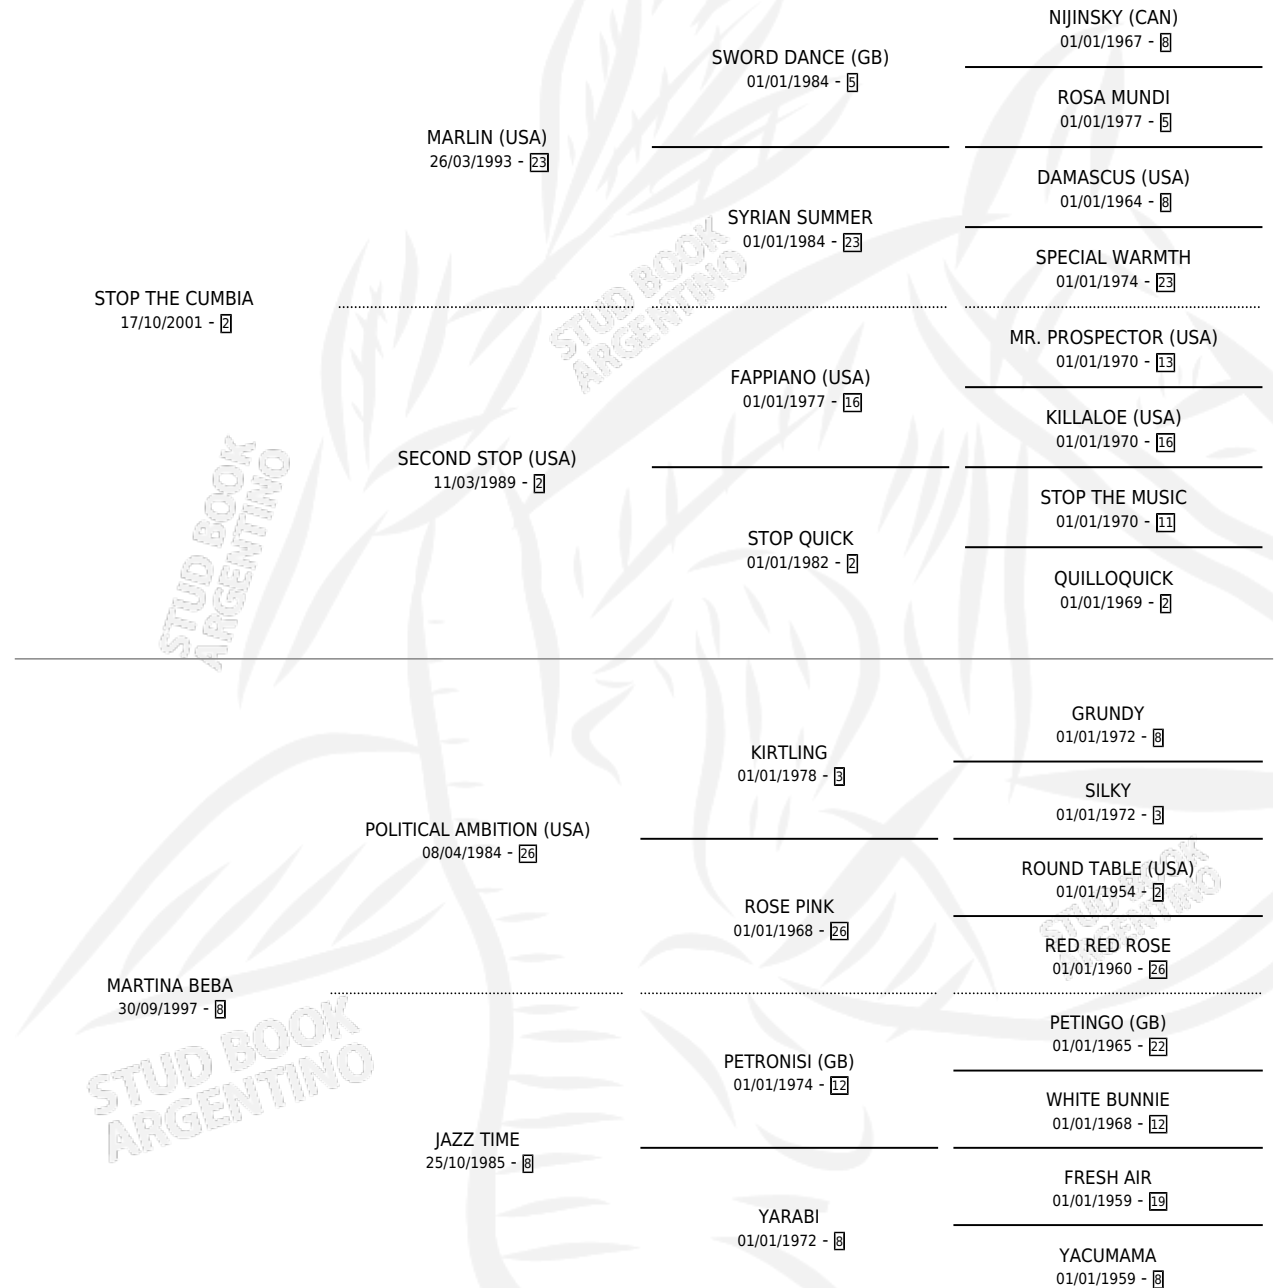 NIJINSKY (CAN)
01/01/1967 - 8
SWORD DANCE (GB)
01/01/1984 - 5
ROSA MUNDI
01/01/1977 - 5
MARLIN (USA)
26/03/1993 - 23
DAMASCUS (USA)
01/01/1964 - 8
SYRIAN SUMMER
01/01/1984 - 23
SPECIAL WARMTH
01/01/1974 - 23
STOP THE CUMBIA
17/10/2001 - 2
MR. PROSPECTOR (USA)
01/01/1970 - 13
FAPPIANO (USA)
01/01/1977 - 16
KILLALOE (USA)
01/01/1970 - 16
SECOND STOP (USA)
11/03/1989 - 2
STOP THE MUSIC
01/01/1970 - 11
STOP QUICK
01/01/1982 - 2
QUILLOQUICK
01/01/1969 - 2
STUD BOOK
ARGENTINO
STUD BOOK
ARGENTINO
GRUNDY
01/01/1972 - 8
KIRTLING
01/01/1978 - 3
SILKY
01/01/1972 - 3
POLITICAL AMBITION (USA)
08/04/1984 - 26
ROUND TABLE (USA)
01/01/1954 - 2
ROSE PINK
01/01/1968 - 26
RED RED ROSE
01/01/1960 - 26
STUD BOOK
ARGENTINO
MARTINA BEBA
30/09/1997 - 8
PETINGO (GB)
01/01/1965 - 22
PETRONISI (GB)
01/01/1974 - 12
WHITE BUNNIE
01/01/1968 - 12
STUD BOOK
ARGENTINO
JAZZ TIME
25/10/1985 - 8
FRESH AIR
01/01/1959 - 19
YARABI
01/01/1972 - 8
YACUMAMA
01/01/1959 - 8